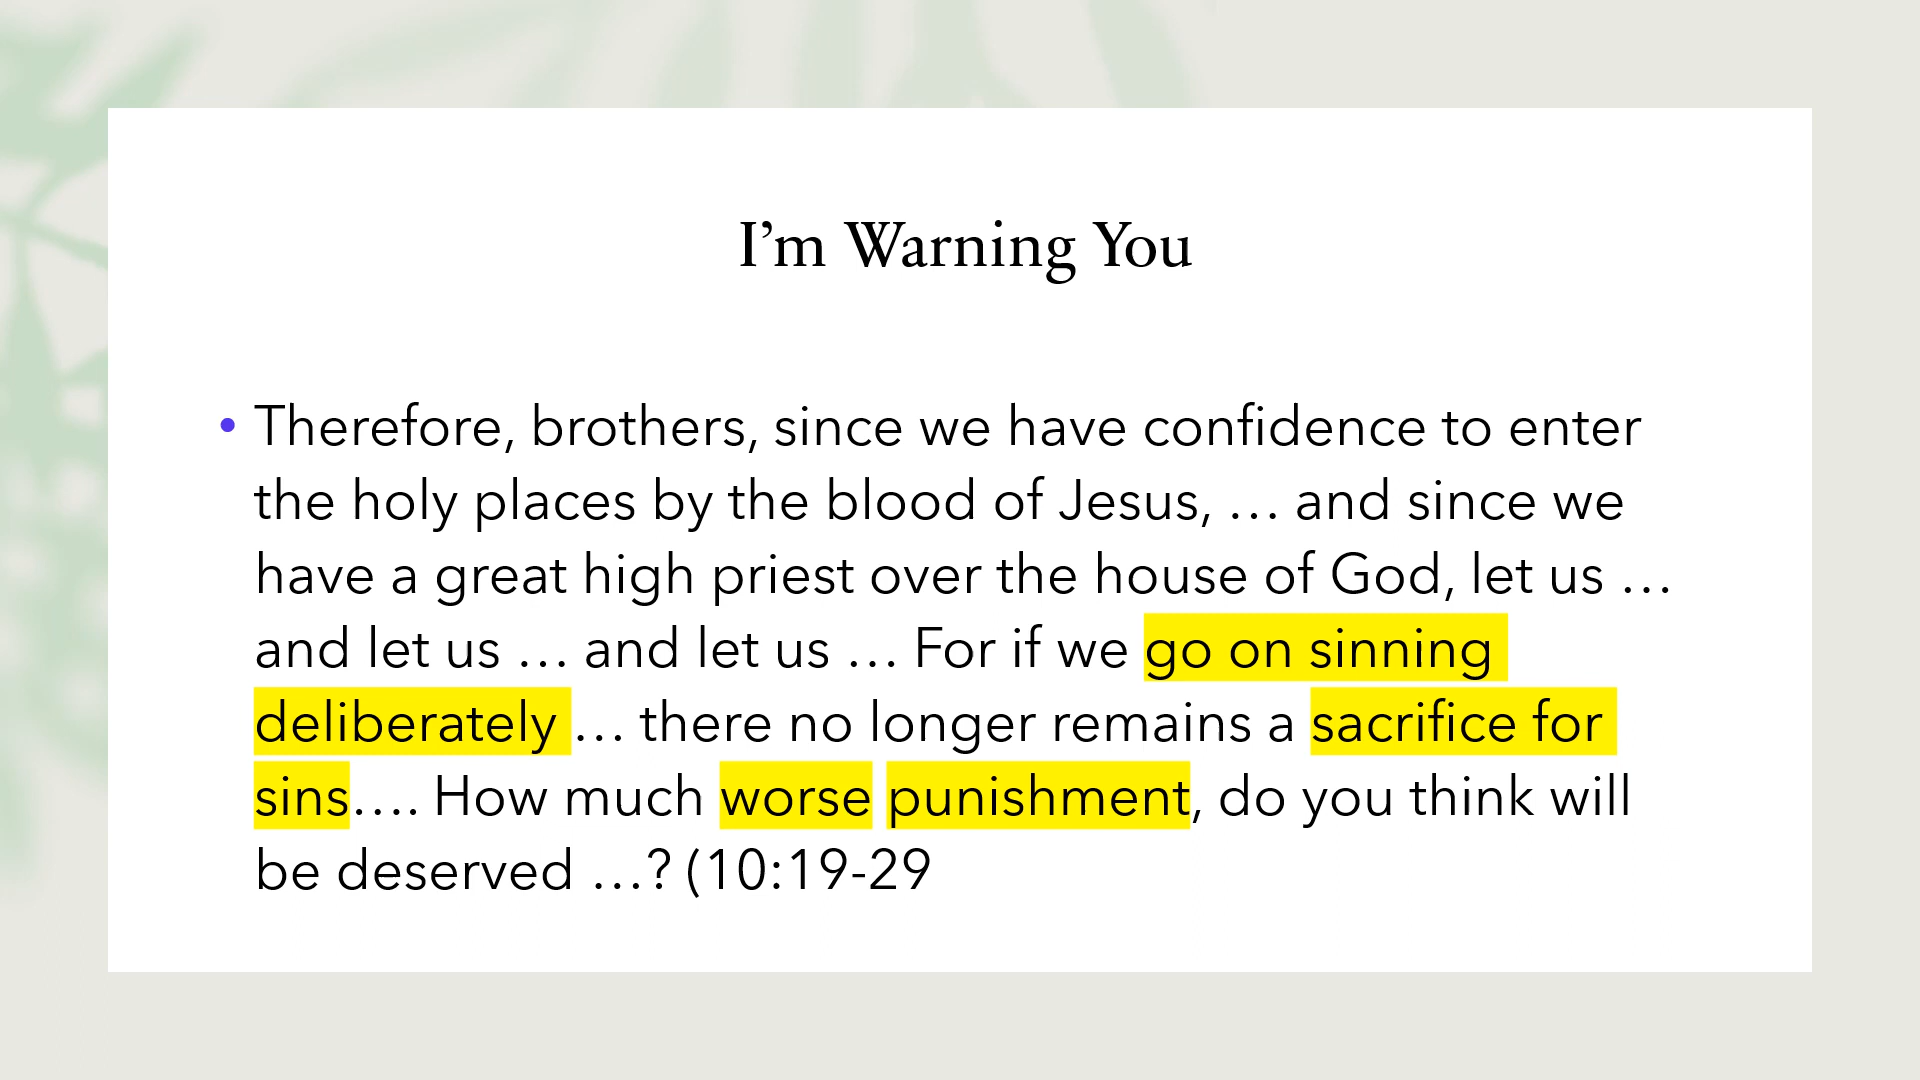 I’m Warning You
• Therefore, brothers, since we have confidence to enter
the holy places by the blood of Jesus, … and since we
have a great high priest over the house of God, let us …
and let us … and let us … For if we go on sinning
deliberately … there no longer remains a sacrifice for
sins…. How much worse punishment, do you think will
be deserved …? (10:19-29